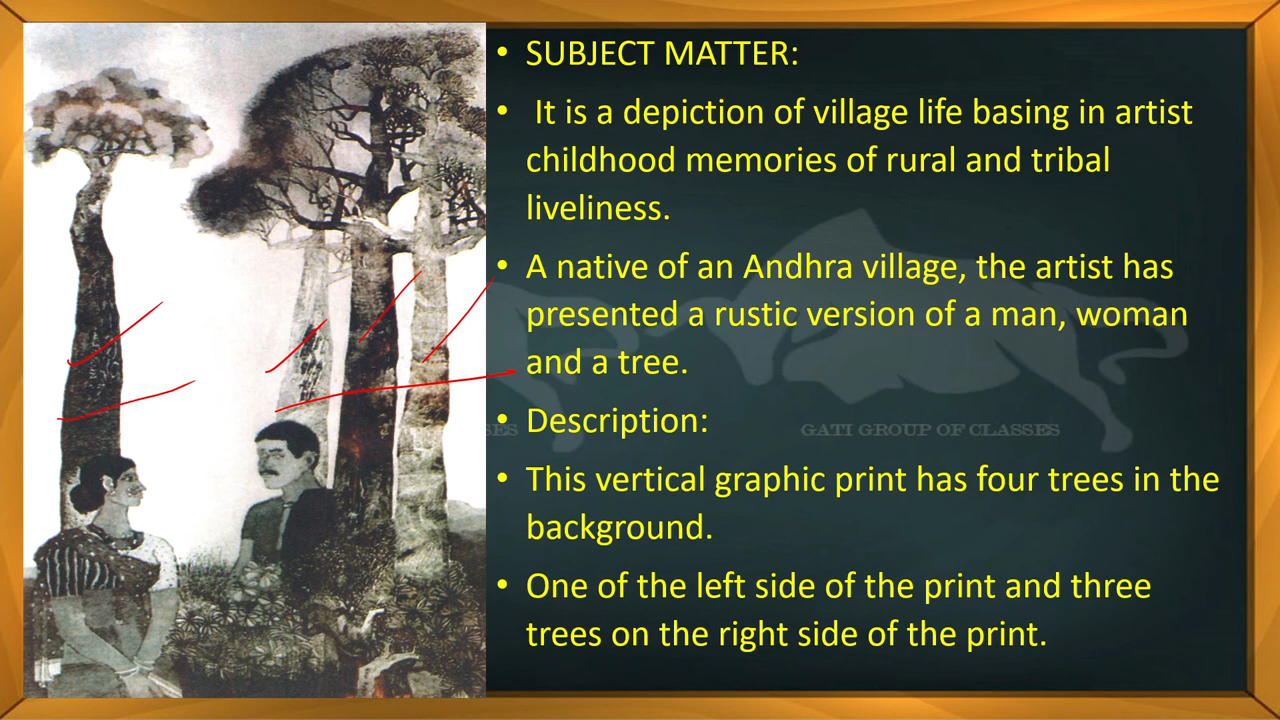 • SUBJECT MATTER:
• It is a depiction of village life basing in artist
childhood memories of rural and tribal
liveliness.
• A native of an Andhra village, the artist has
presented a rustic version of a man, woman
and a tree.
• Description:
SES
GATI GROUP OF CLASSES
• This vertical graphic print has four trees in the
background.
• One of the left side of the print and three
trees on the right side of the print.